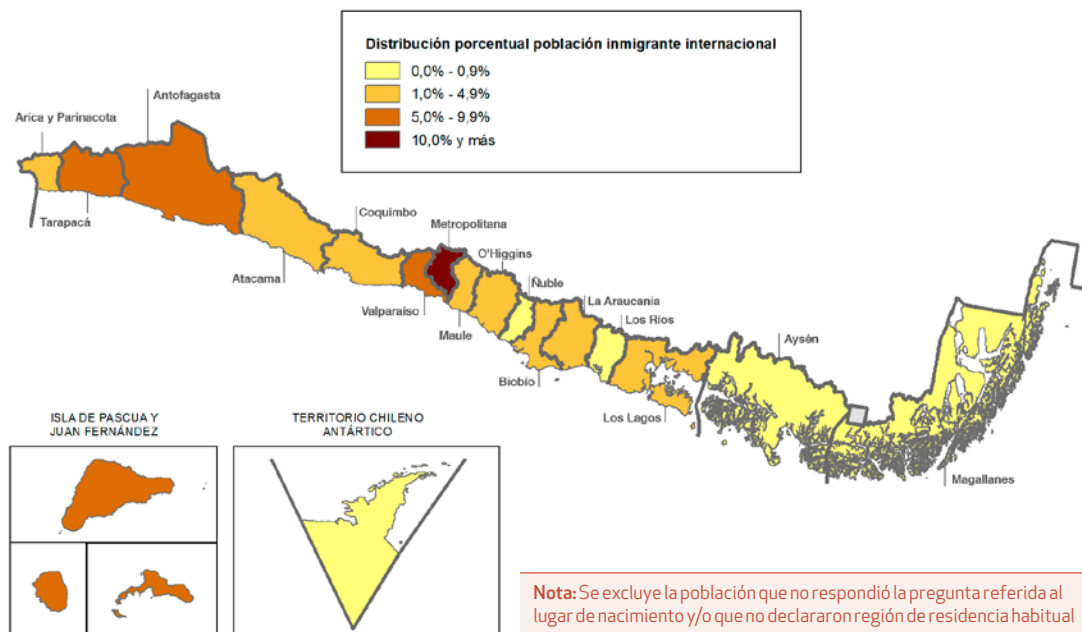 Distribución porcentual población inmigrante internacional
0,0% - 0,9%
1,0% - 4,9%
5,0% - 9,9%
10,0% y más
Antofagasta
Arica y Parinacota
Tarapacá
Coquimbo
Metropolitana
O'Higgins
Atacama
Ñuble
La Araucanía
Valparaíso
Maule
Los Ríos
Aysén
Biobío
Los Lagos
Magallanes
ISLA DE PASCUA Y
JUAN FERNÁNDEZ
TERRITORIO CHILENO
ANTÁRTICO
Nota: Se excluye la población que no respondió la pregunta referida al
lugar de nacimiento y/o que no declararon región de residencia habitual